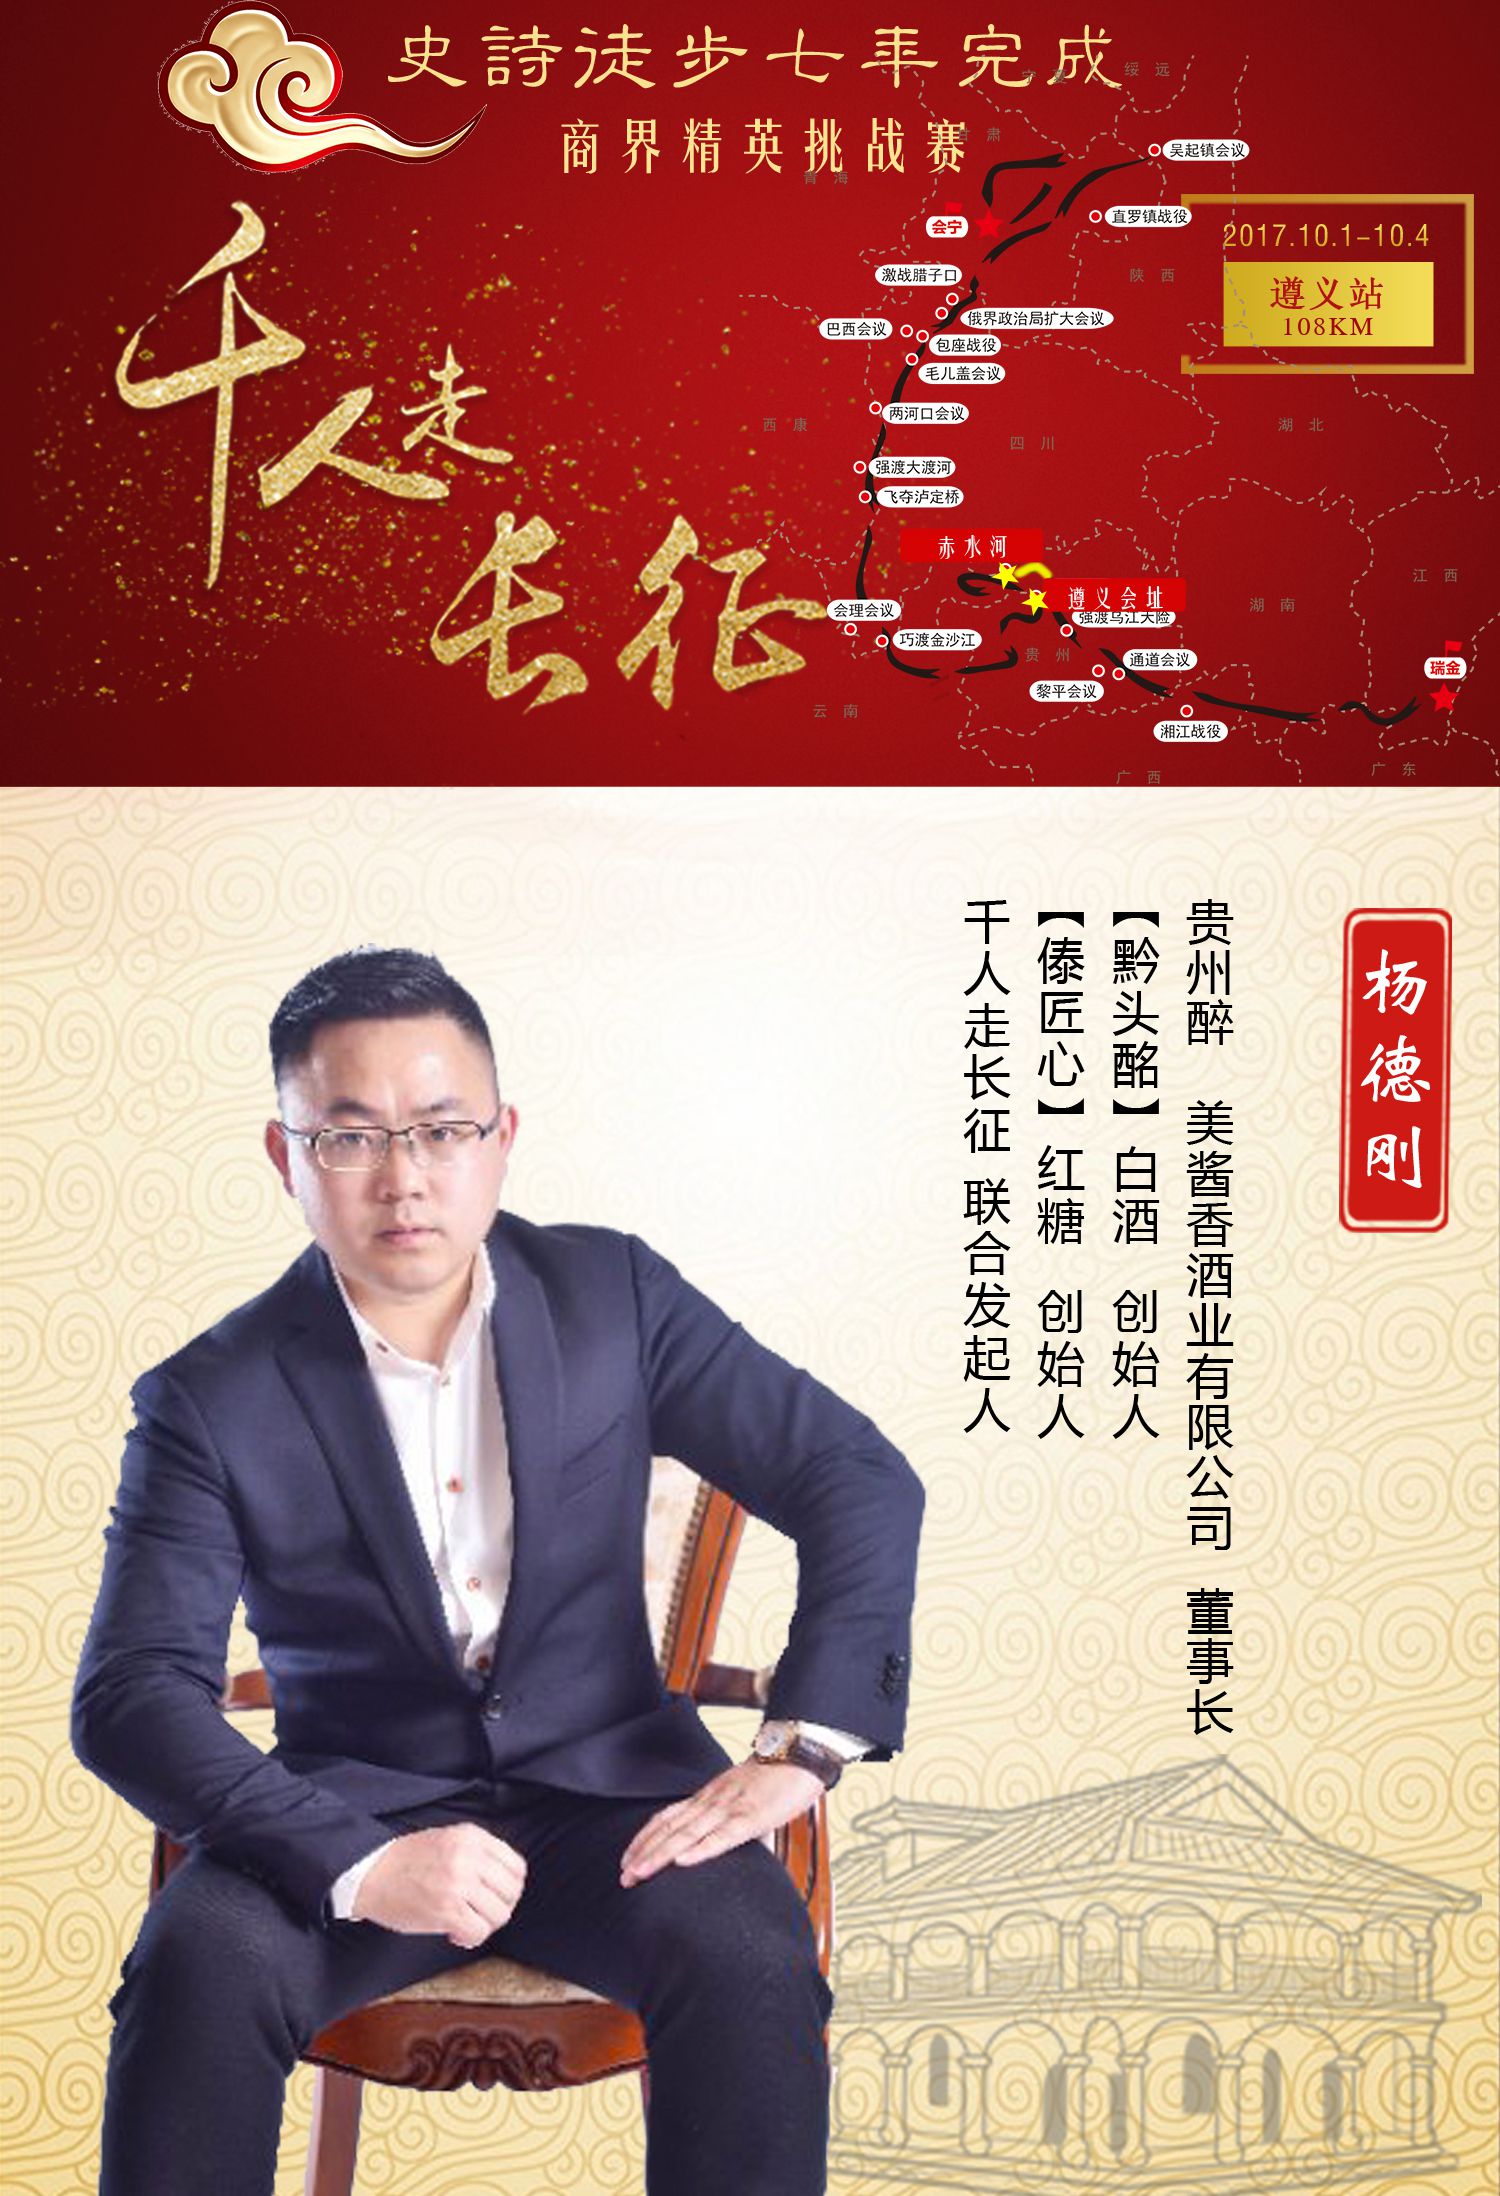 史詩徒步七年完成
商界精英挑战赛
千人走
长征
2017.10.1-10.4
遵义站
108KM
宁夏
绥远
甘肃
青海
吴起镇会议
直罗镇战役
会宁
陕西
激战腊子口
俄界政治局扩大会议
巴西会议
包座战役
毛儿盖会议
两河口会议
西康
四川
湖北
强渡大渡河
飞夺泸定桥
赤水河
遵义会址
江西
湖南
会理会议
强渡乌江天险
巧渡金沙江
贵州
通道会议
瑞金
黎平会议
云南
湘江战役
广西
广东
杨德刚
贵州醉 美酱香酒业有限公司 董事长
【黔头酩】白酒 创始人
【傣匠心】红糖 创始人
千人走长征 联合发起人